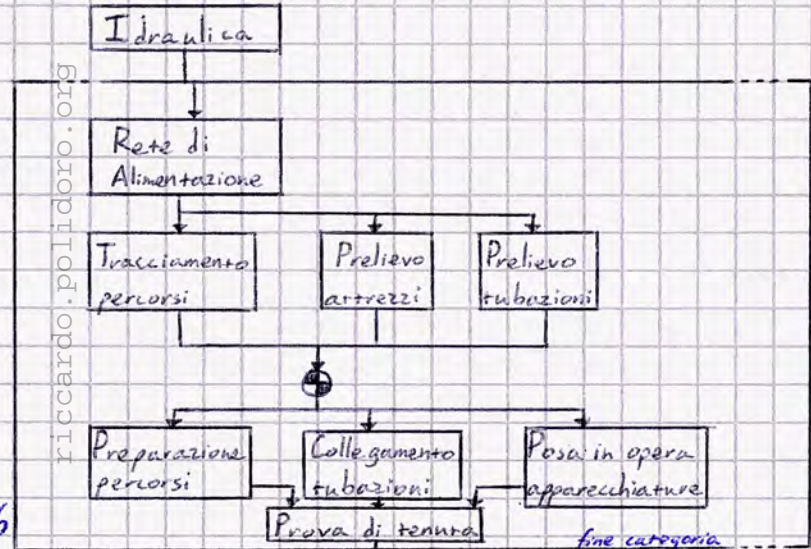 Idraulica
Rete di
Alimentazione
Tracciamento
percorsi
Prelievo
attrezzi
Prelievo
tubazioni
Preparazione
percorsi
Collegamento
tubazioni
Posa in opera
apparecchiature
Prova di tenuta
fine categoria
riccardo.polidoro.org